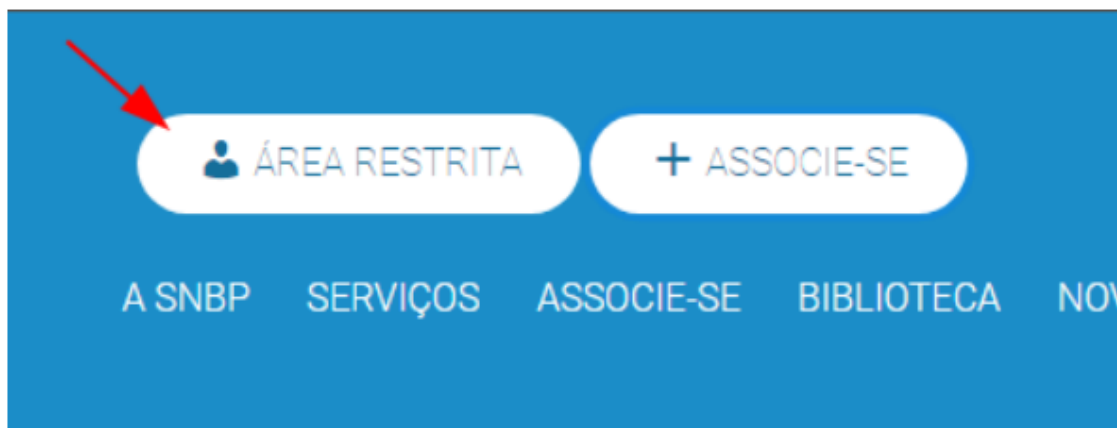 ÁREA RESTRITA + ASSOCIE-SE
A SNBP SERVIÇOS ASSOCIE-SE BIBLIOTECA